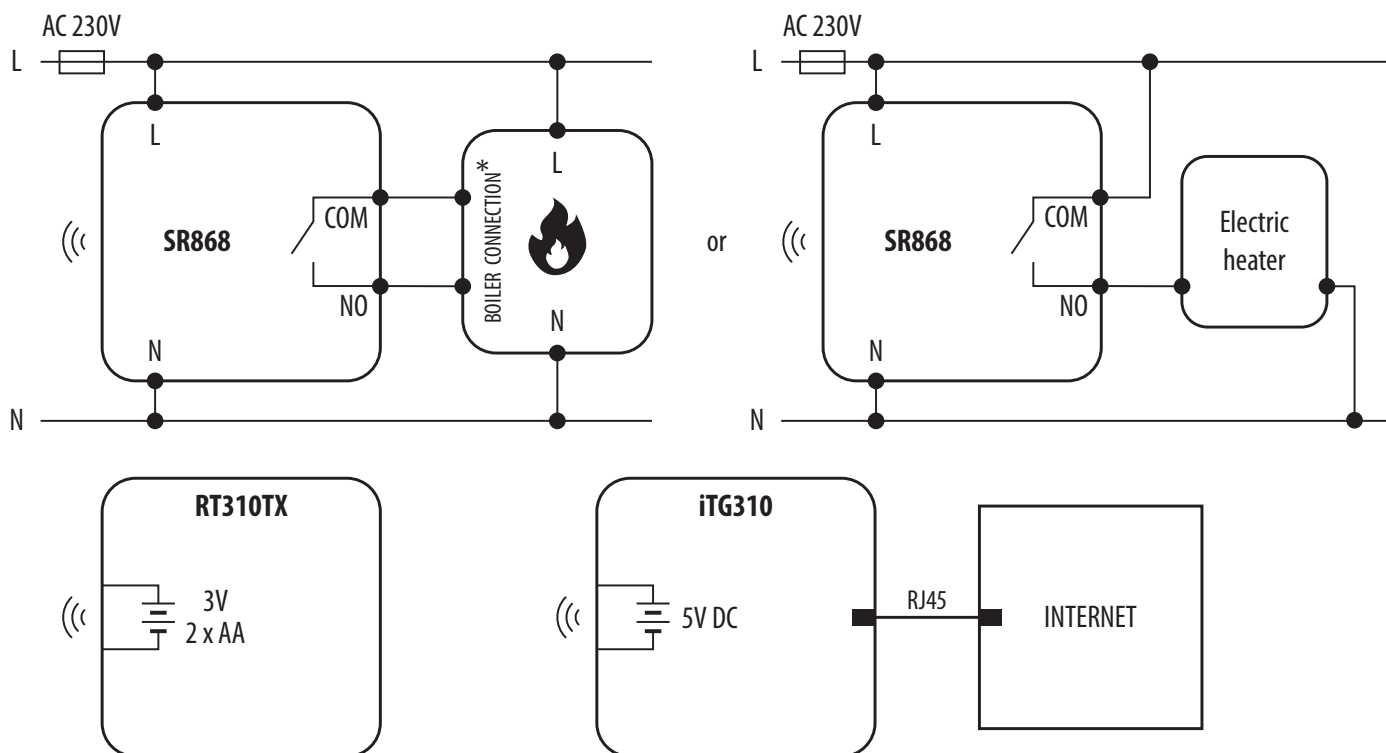 AC 230V
L
L
SR868
COM
NO
N
N
BOILER CONNECTION*
L
N
or
AC 230V
L
L
SR868
COM
NO
N
N
Electric
heater
RT310TX
3V
2 x AA
iTG310
5V DC
RJ45
INTERNET